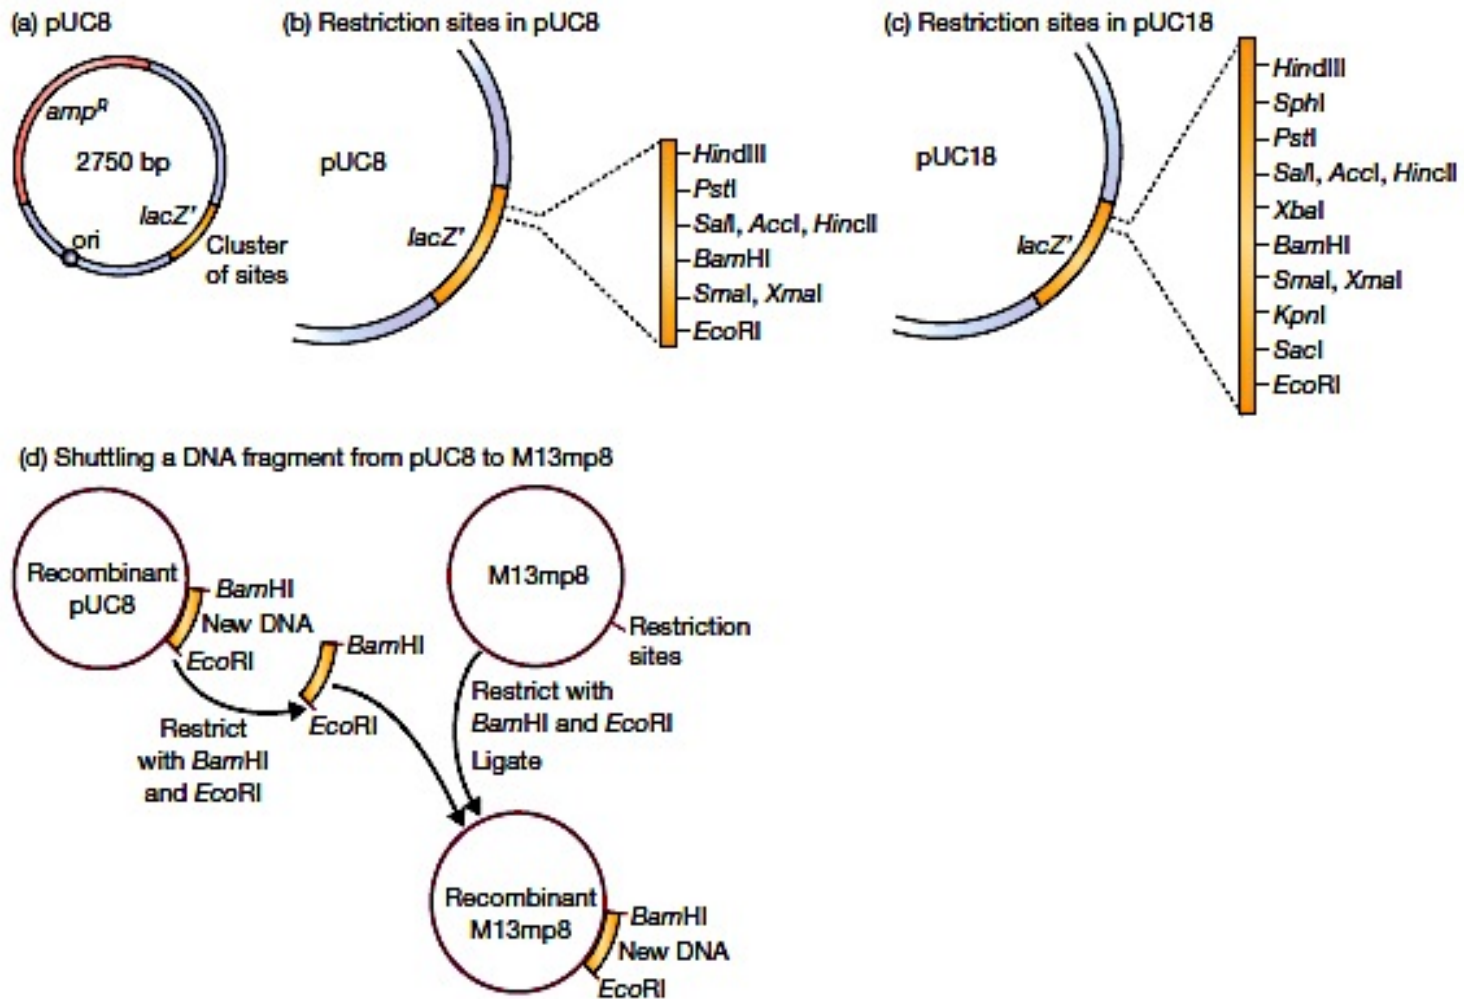 (a) pUC8
amp^R
2750 bp
lacZ'
ori
Cluster
of sites
(b) Restriction sites in pUC8
pUC8
lacZ'
HindIII
PstI
SalI, AccI, HincII
BamHI
SmaI, XmaI
EcoRI
(c) Restriction sites in pUC18
pUC18
lacZ'
HindIII
SphI
PstI
SalI, AccI, HincII
XbaI
BamHI
SmaI, XmaI
KpnI
SacI
EcoRI
(d) Shuttling a DNA fragment from pUC8 to M13mp8
Recombinant
pUC8
BamHI
New DNA
EcoRI
Restrict
with BamHI
and EcoRI
BamHI
EcoRI
M13mp8
Restriction
sites
Restrict with
BamHI and EcoRI
Ligate
Recombinant
M13mp8
BamHI
New DNA
EcoRI